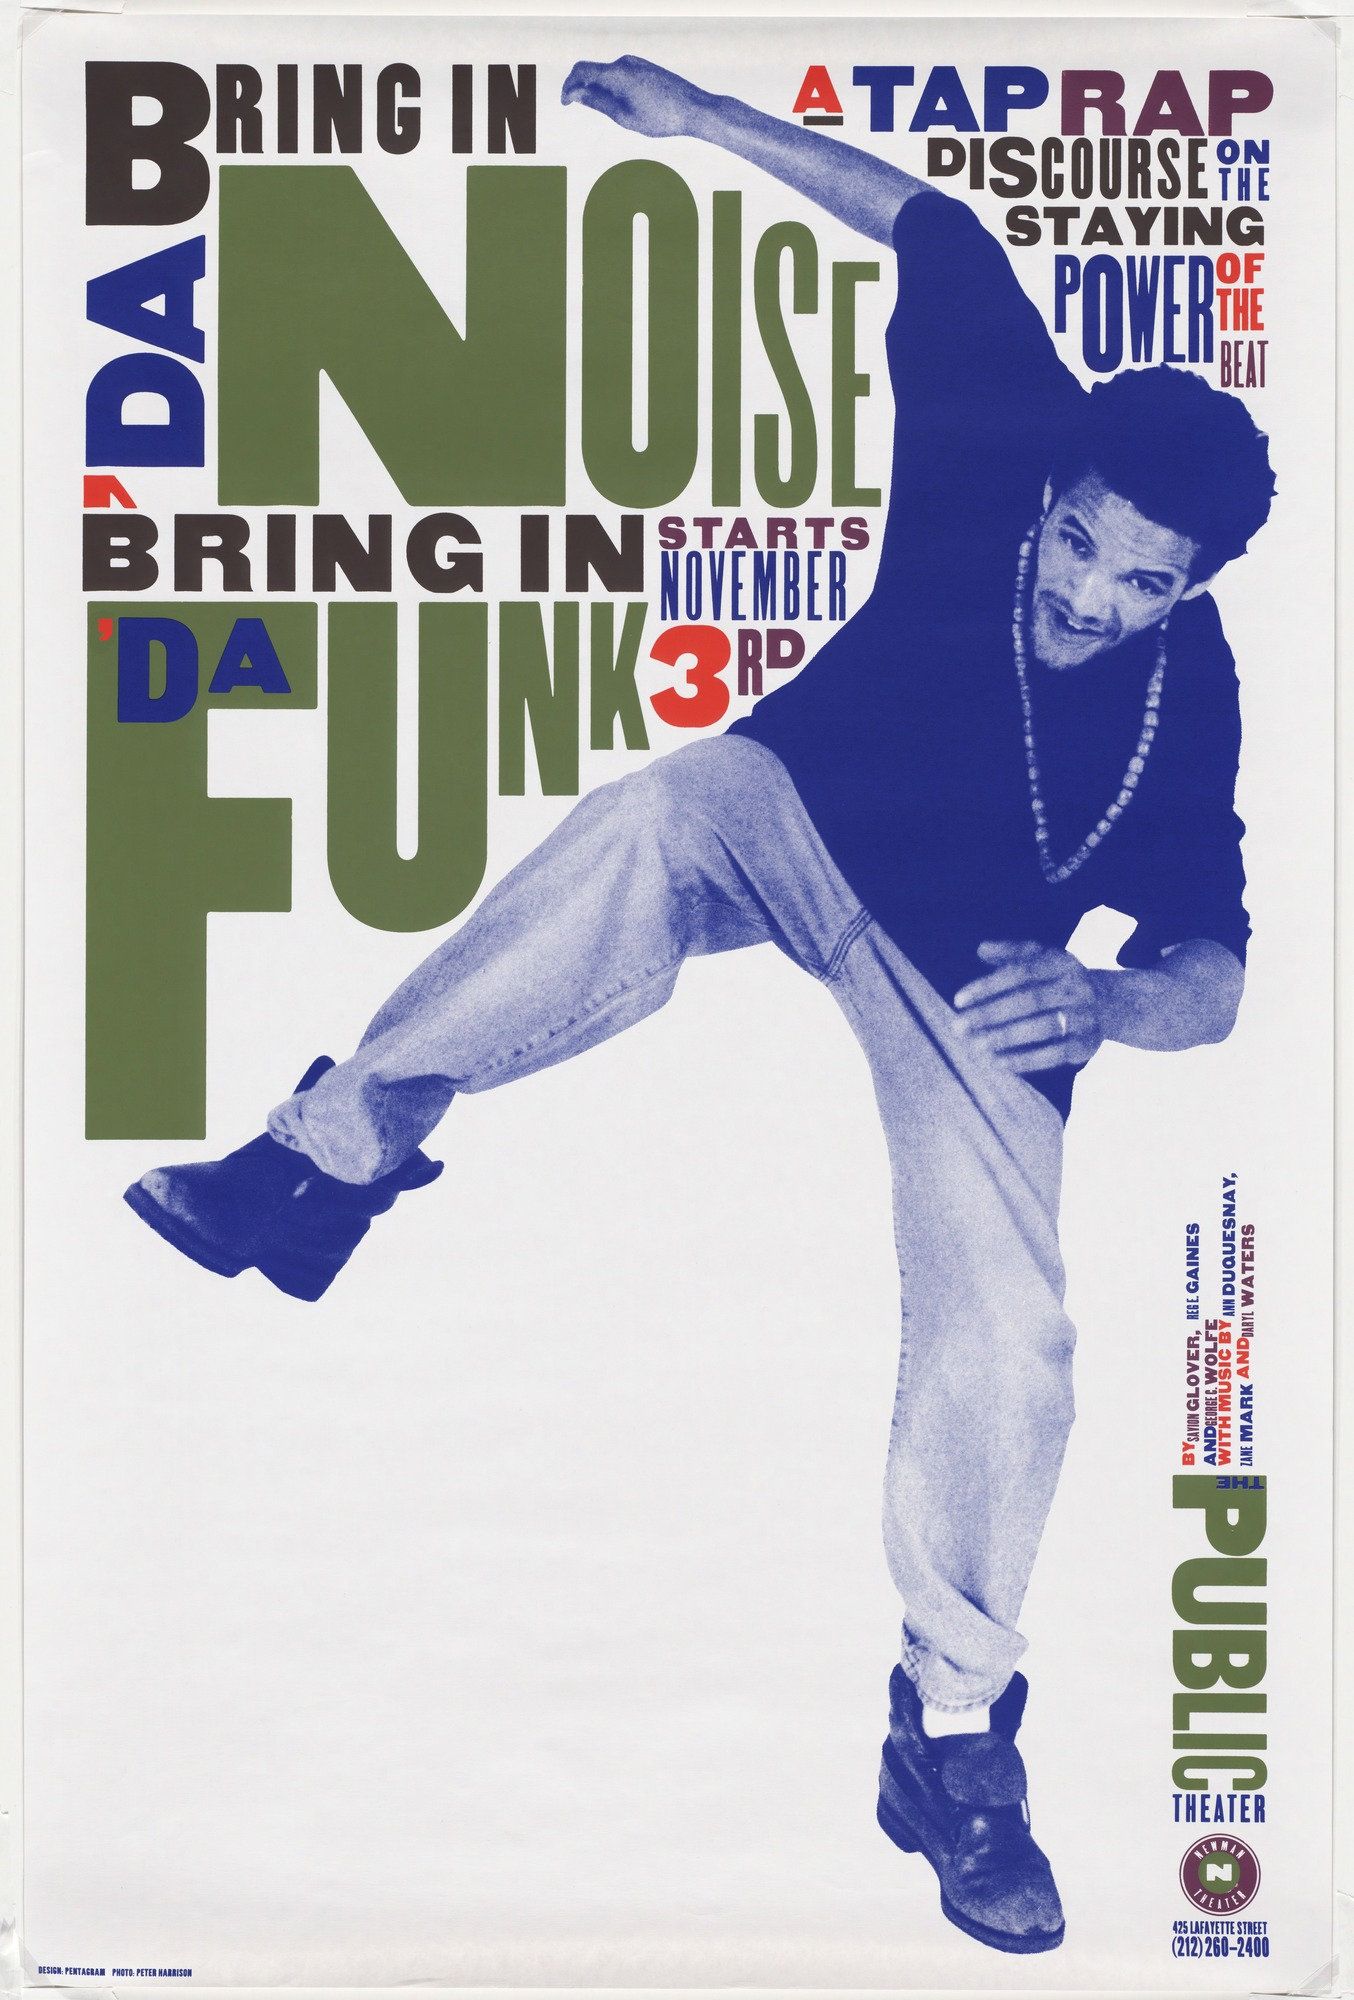 BRING IN
'DA
NOISE
BRING IN
'DA
FUNK
STARTS
NOVEMBER
3RD
A TAP RAP
DISCOURSE ON
THE
STAYING
POWER OF
THE
BEAT
BY SAVION GLOVER, REG E. GAINES
AND GEORGE C. WOLFE
WITH MUSIC BY ANN DUQUESNAY,
ZANE MARK AND DARYL WATERS
THE
PUBLIC
THEATER
NEWMAN
N
THEATER
425 LAFAYETTE STREET
(212) 260-2400
DESIGN: PENTAGRAM PHOTO: PETER HARRISON